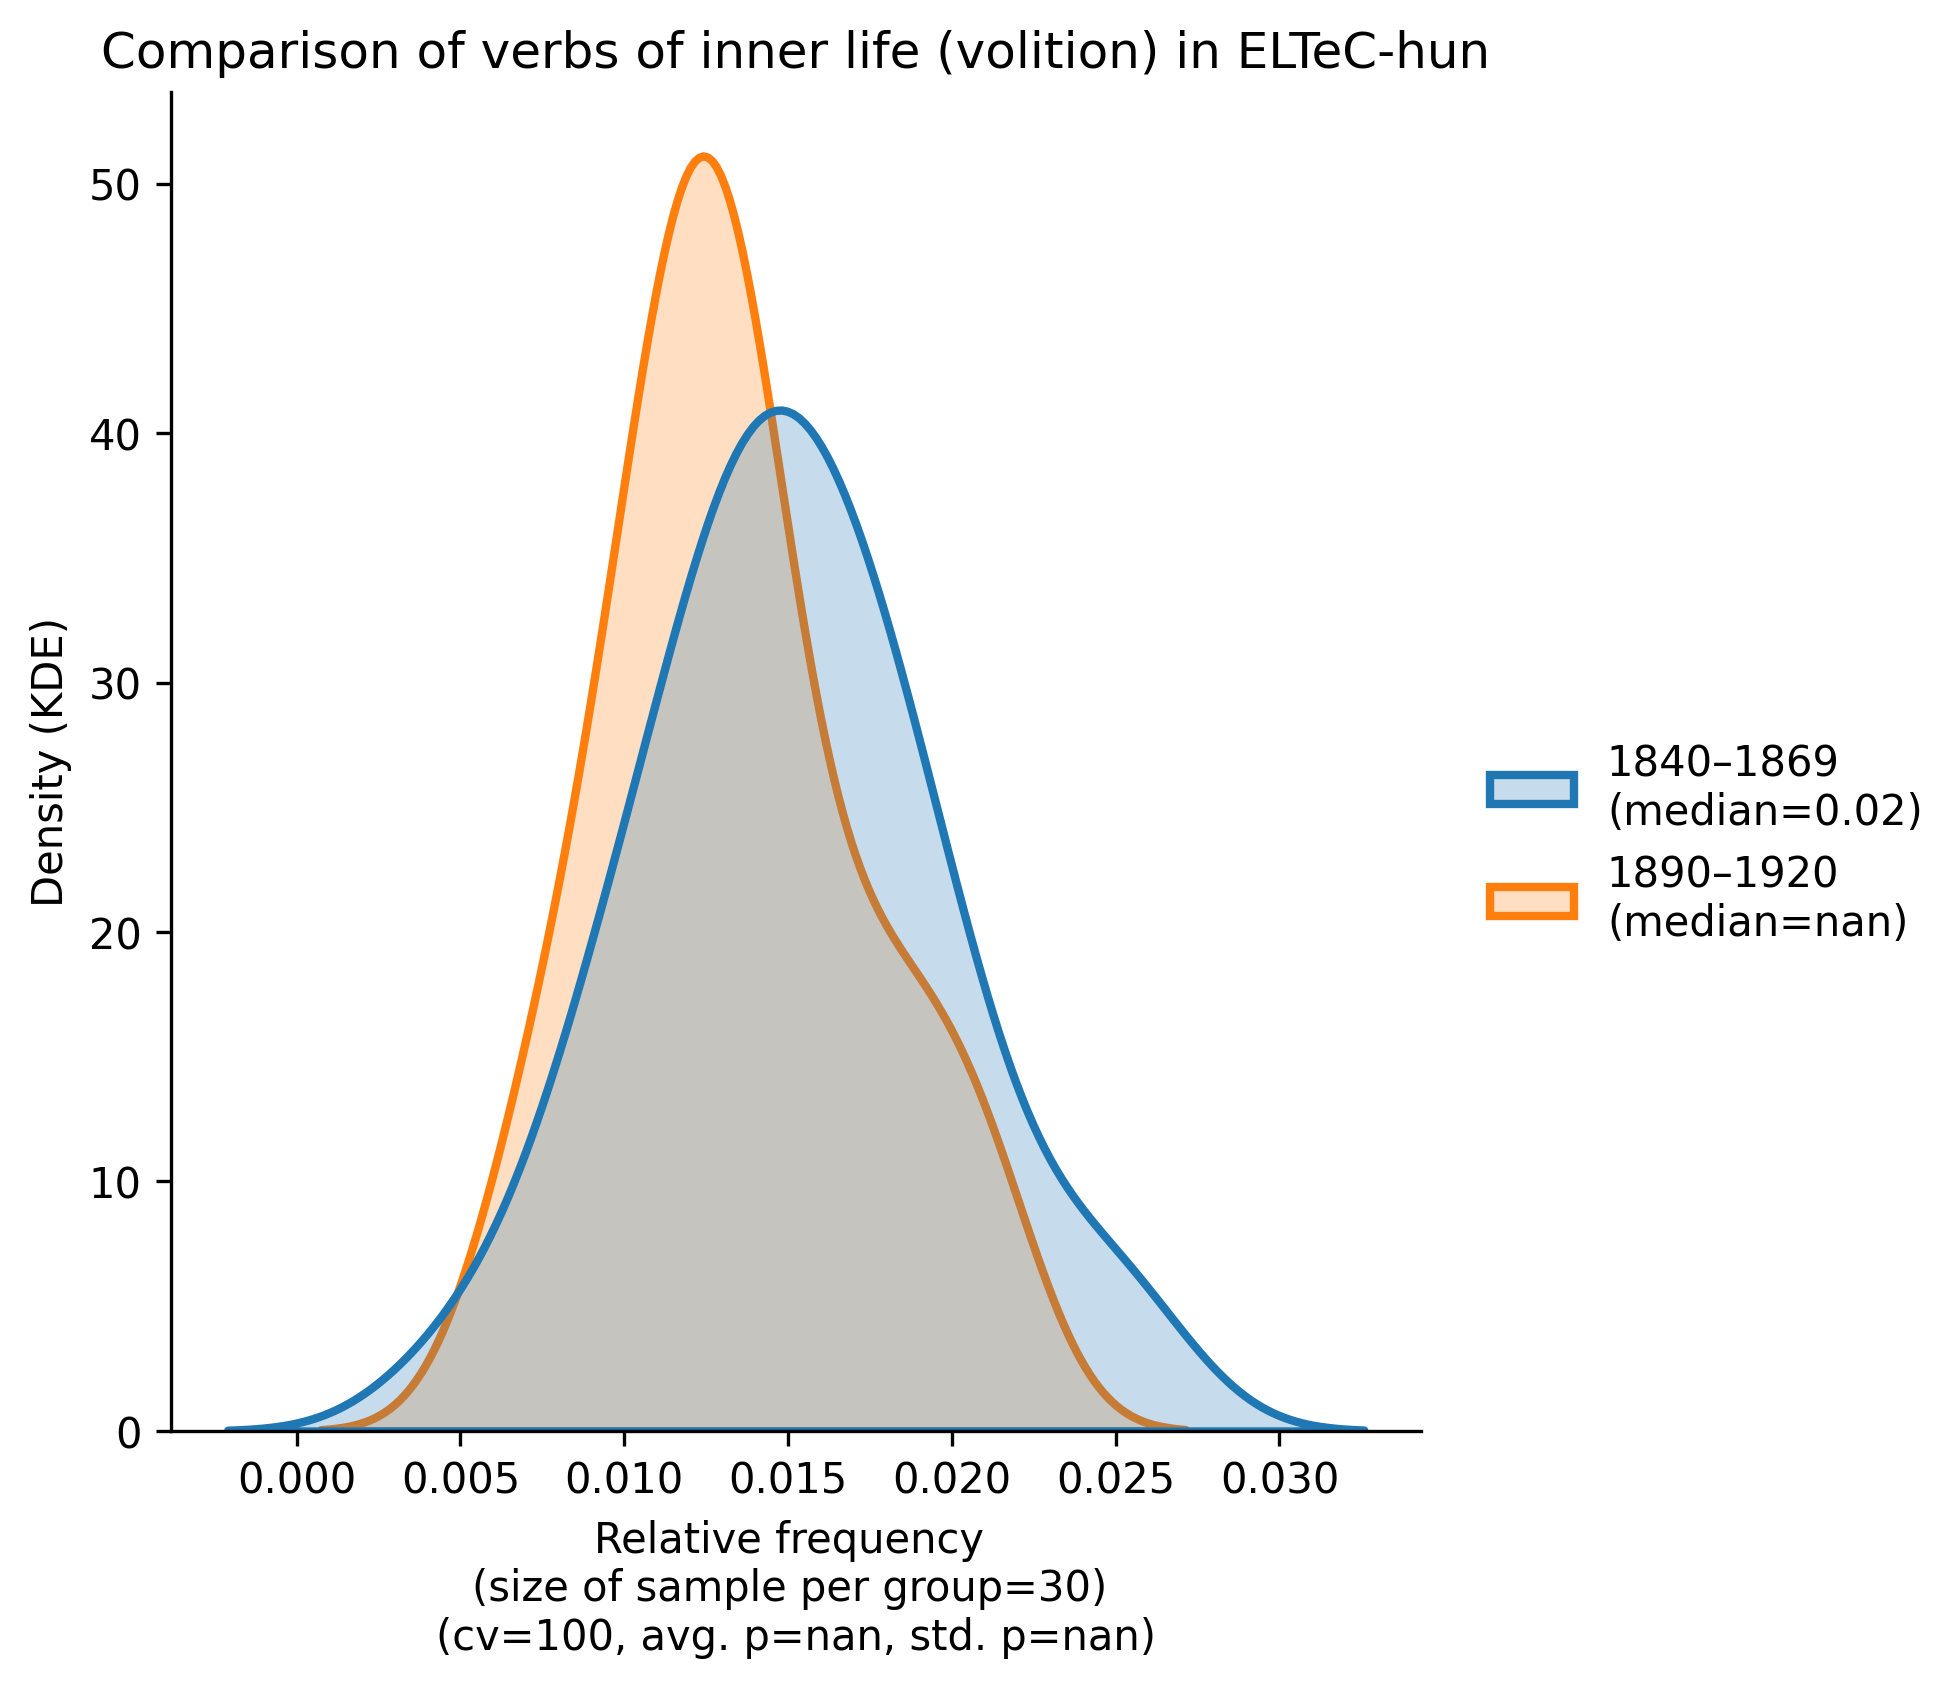 Comparison of verbs of inner life (volition) in ELTeC-hun
Density (KDE)
50
40
30
20
10
0
0.000
0.005
0.010
0.015
0.020
0.025
0.030
Relative frequency
(size of sample per group=30)
(cv=100, avg. p=nan, std. p=nan)
1840–1869
(median=0.02)
1890–1920
(median=nan)